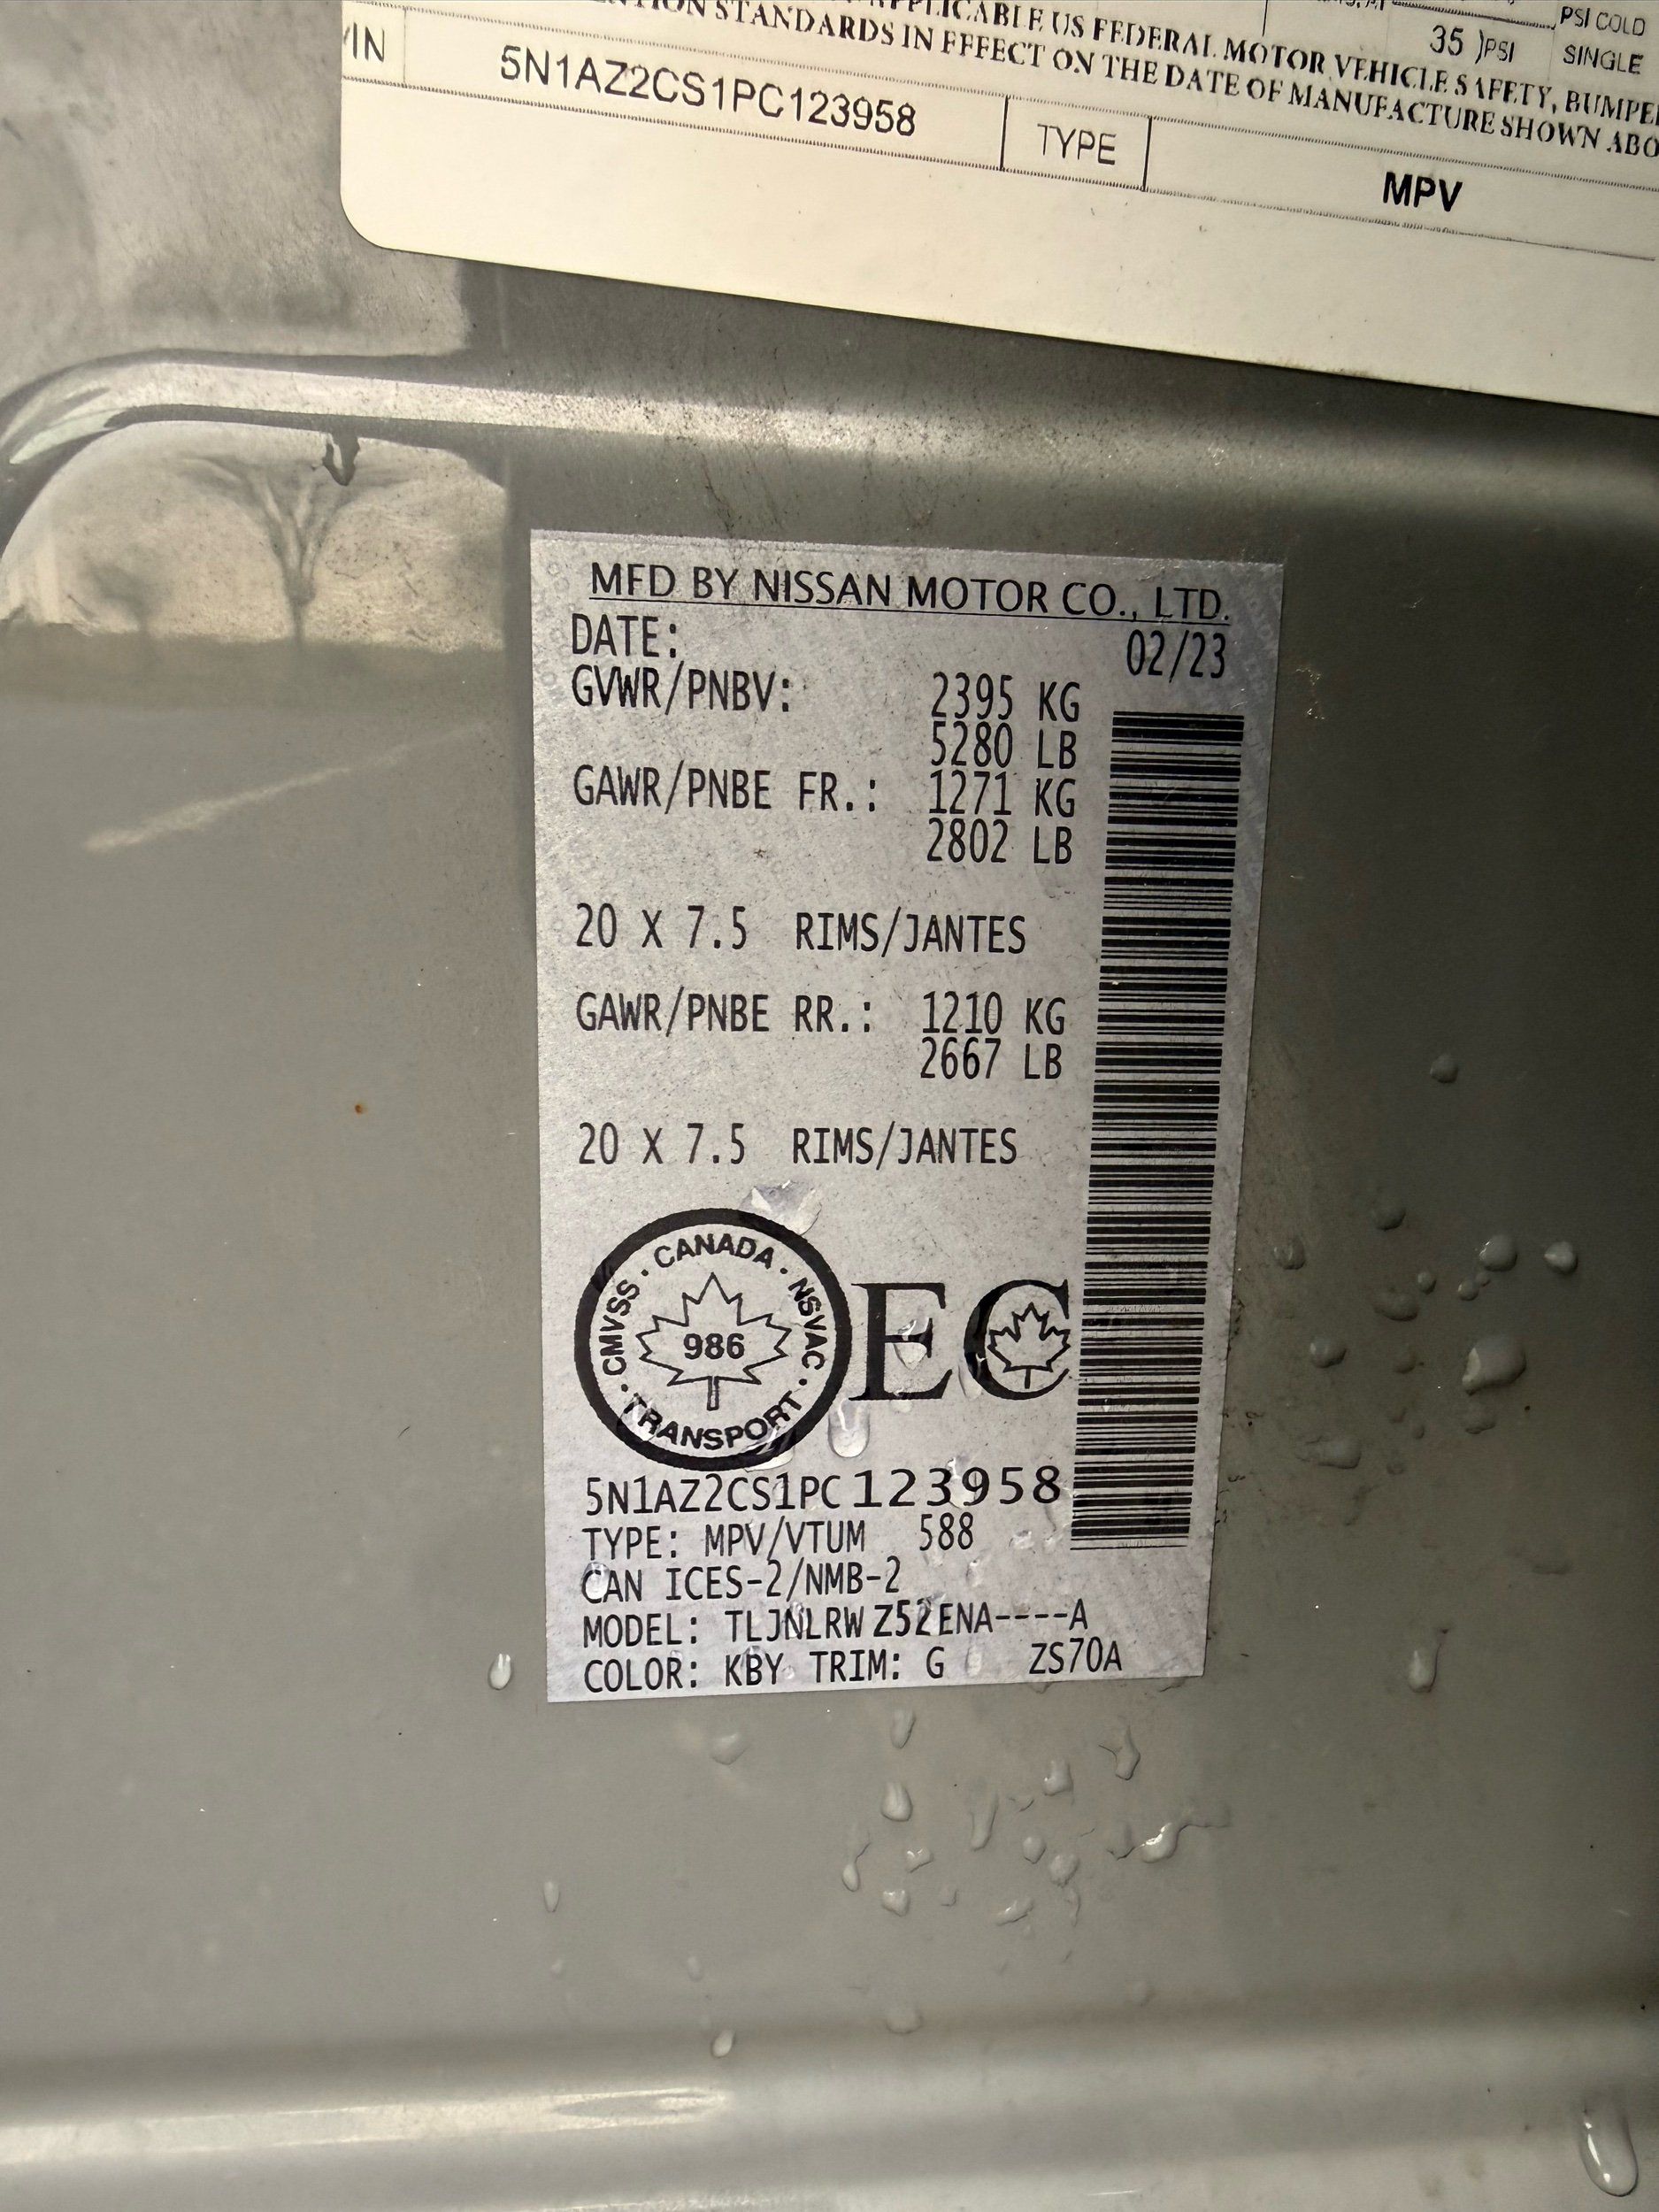 APPLICABLE US FEDERAL MOTOR VEHICLE SAFETY, BUMPER
STANDARDS IN EFFECT ON THE DATE OF MANUFACTURE SHOWN ABO
35 )PSI
PSI COLD
SINGLE
VIN 5N1AZ2CS1PC123958 TYPE MPV
MFD BY NISSAN MOTOR CO., LTD.
DATE: 02/23
GVWR/PNBV: 2395 KG
5280 LB
GAWR/PNBE FR.: 1271 KG
2802 LB
20 X 7.5 RIMS/JANTES
GAWR/PNBE RR.: 1210 KG
2667 LB
20 X 7.5 RIMS/JANTES
CMVSS · CANADA · NSVAC · TRANSPORT ·
986
EC
5N1AZ2CS1PC123958
TYPE: MPV/VTUM 588
CAN ICES-2/NMB-2
MODEL: TLJNLRW Z52ENA----A
COLOR: KBY TRIM: G ZS70A